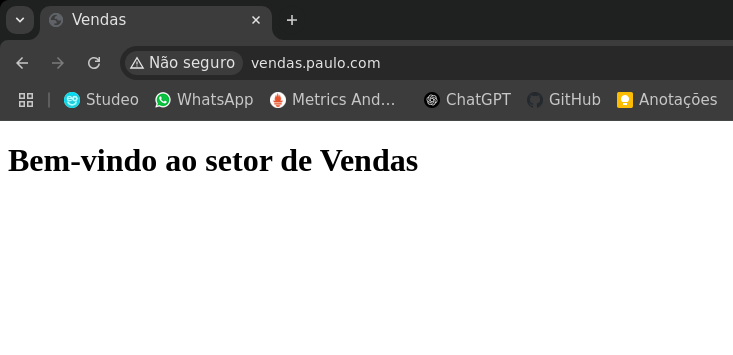 Vendas
Não seguro vendas.paulo.com
Studeo WhatsApp Metrics And... ChatGPT GitHub Anotações
Bem-vindo ao setor de Vendas